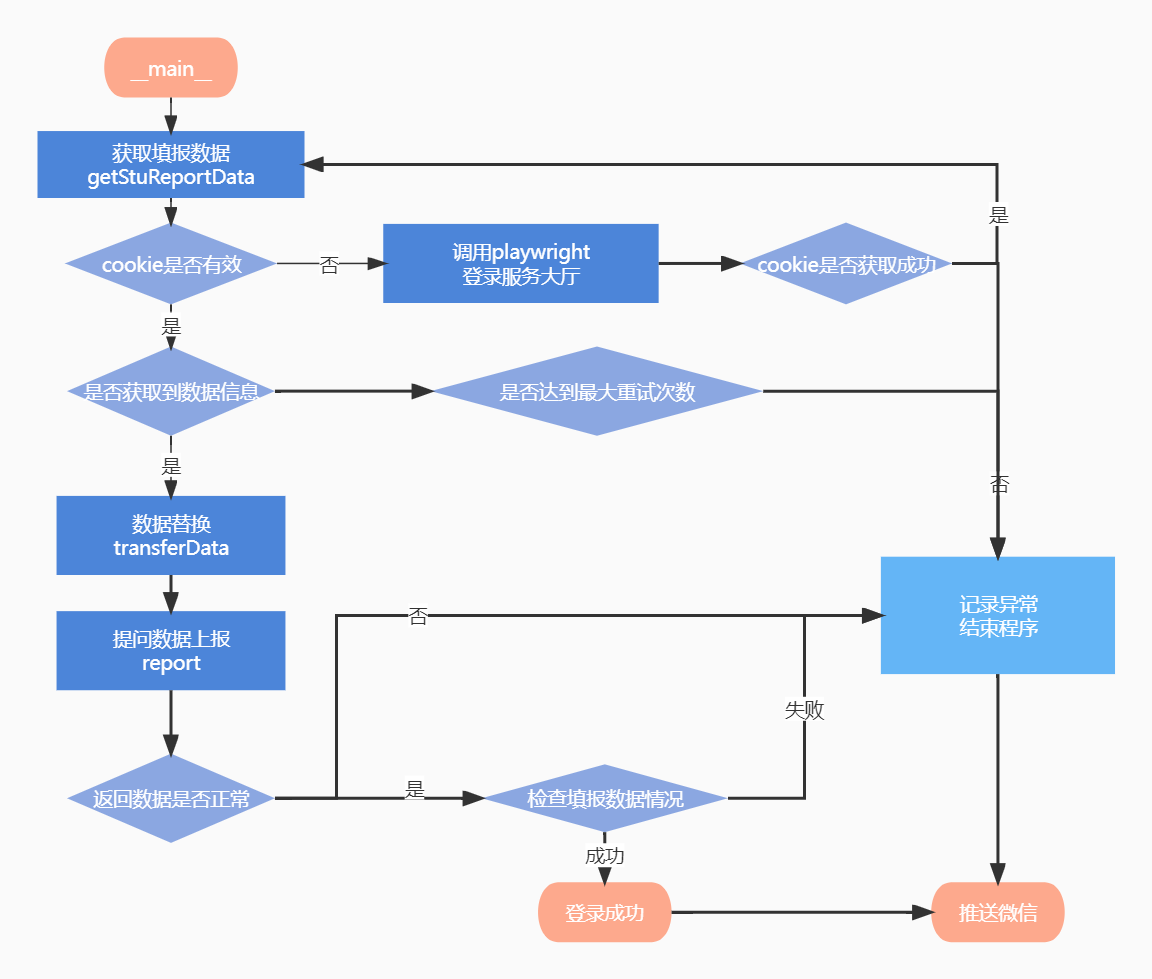 __main__
获取填报数据
getStuReportData
是
cookie是否有效
否
调用playwright
登录服务大厅
cookie是否获取成功
是
是否获取到数据信息
是否达到最大重试次数
是
否
数据替换
transferData
提问数据上报
report
否
记录异常
结束程序
失败
返回数据是否正常
是
检查填报数据情况
成功
登录成功
推送微信